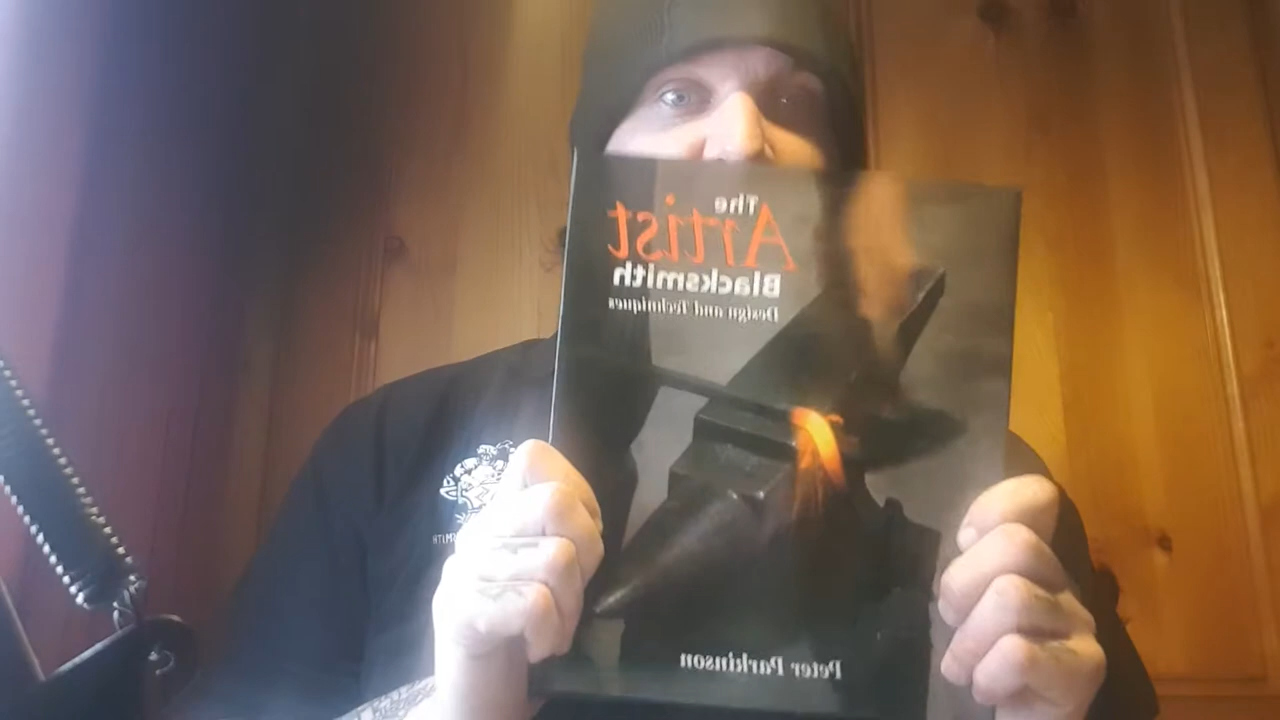 The
Artist
Blacksmith
Design and Techniques
Peter Parkinson